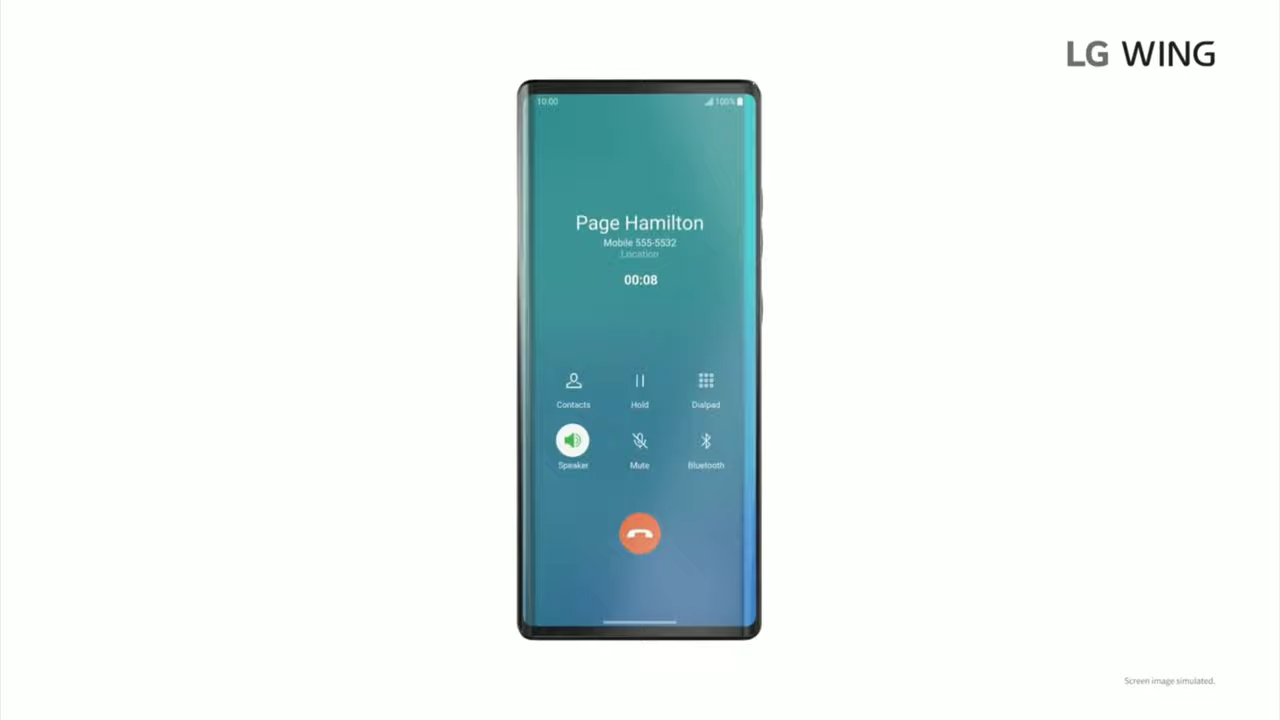 LG WING
10:00 100%
Page Hamilton
Mobile 555-5532
Location
00:08
Contacts Hold Dialpad
Speaker Mute Bluetooth
Screen image simulated.